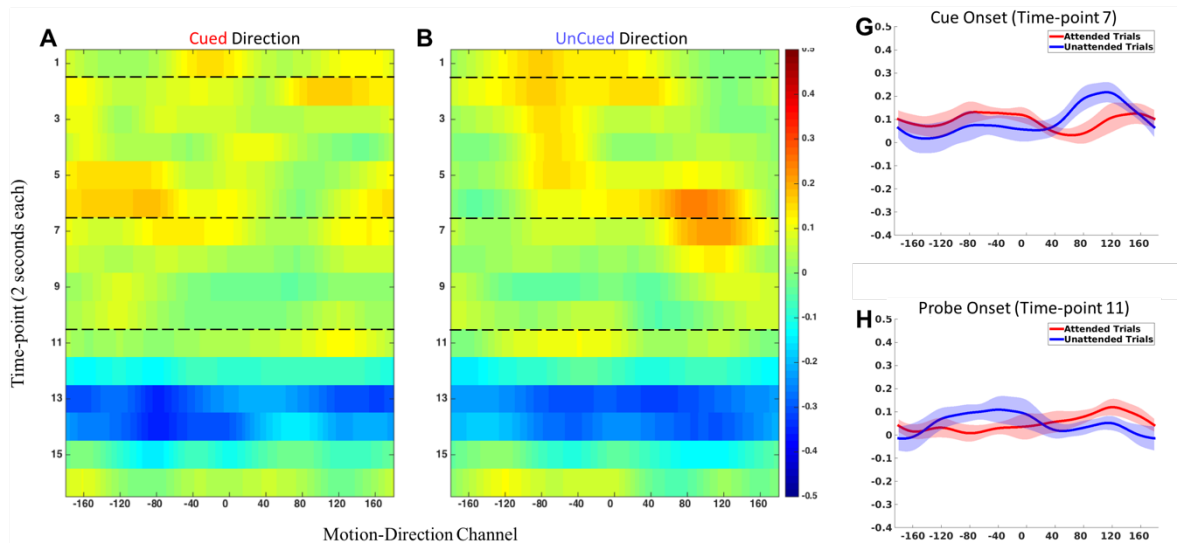 A
Cued Direction
1
3
5
7
9
11
13
15
-160 -120 -80 -40 0 40 80 120 160
Time-point (2 seconds each)
B
UnCued Direction
1
3
5
7
9
11
13
15
-160 -120 -80 -40 0 40 80 120 160
Motion-Direction Channel
0.5
0.4
0.3
0.2
0.1
0
-0.1
-0.2
-0.3
-0.4
-0.5
G
Cue Onset (Time-point 7)
Attended Trials
Unattended Trials
0.5
0.4
0.3
0.2
0.1
0
-0.1
-0.2
-0.3
-0.4
-160 -120 -80 -40 0 40 80 120 160
H
Probe Onset (Time-point 11)
Attended Trials
Unattended Trials
0.5
0.4
0.3
0.2
0.1
0
-0.1
-0.2
-0.3
-0.4
-160 -120 -80 -40 0 40 80 120 160